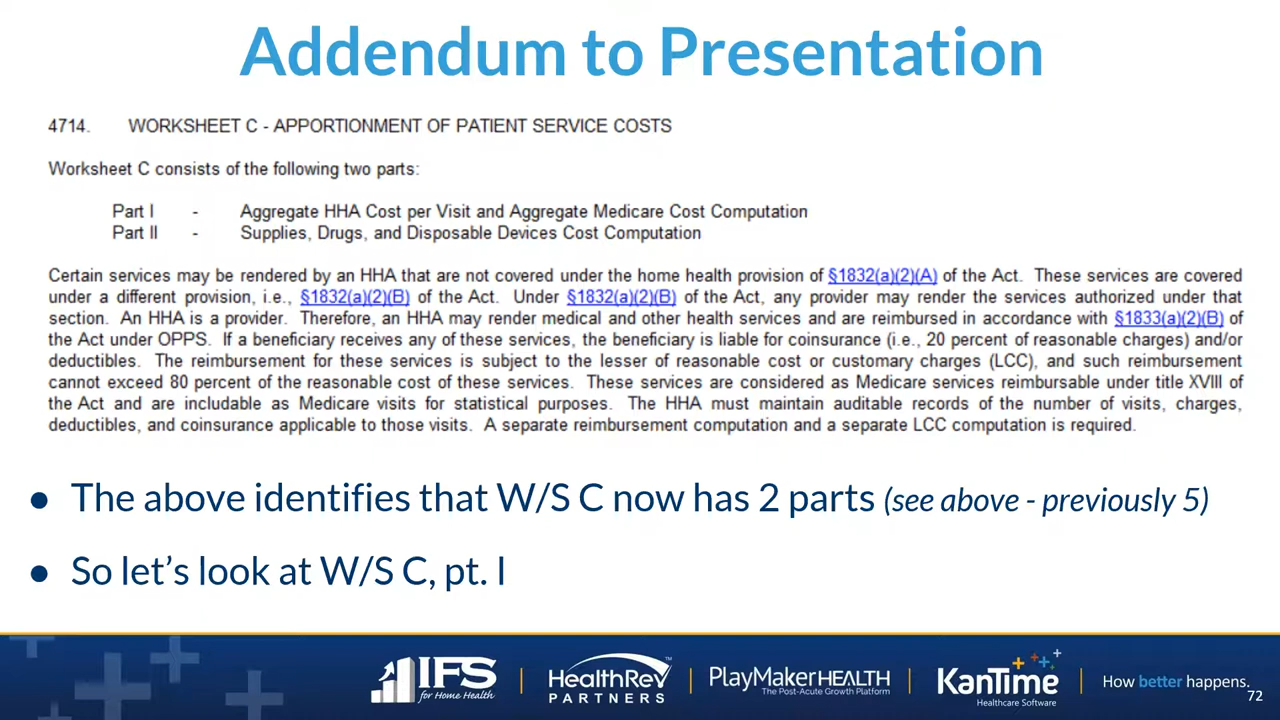 Addendum to Presentation
4714. WORKSHEET C - APPORTIONMENT OF PATIENT SERVICE COSTS
Worksheet C consists of the following two parts:
Part I - Aggregate HHA Cost per Visit and Aggregate Medicare Cost Computation
Part II - Supplies, Drugs, and Disposable Devices Cost Computation
Certain services may be rendered by an HHA that are not covered under the home health provision of §1832(a)(2)(A) of the Act. These services are covered
under a different provision, i.e., §1832(a)(2)(B) of the Act. Under §1832(a)(2)(B) of the Act, any provider may render the services authorized under that
section. An HHA is a provider. Therefore, an HHA may render medical and other health services and are reimbursed in accordance with §1833(a)(2)(B) of
the Act under OPPS. If a beneficiary receives any of these services, the beneficiary is liable for coinsurance (i.e., 20 percent of reasonable charges) and/or
deductibles. The reimbursement for these services is subject to the lesser of reasonable cost or customary charges (LCC), and such reimbursement
cannot exceed 80 percent of the reasonable cost of these services. These services are considered as Medicare services reimbursable under title XVIII of
the Act and are includable as Medicare visits for statistical purposes. The HHA must maintain auditable records of the number of visits, charges,
deductibles, and coinsurance applicable to those visits. A separate reimbursement computation and a separate LCC computation is required.
● The above identifies that W/S C now has 2 parts (see above - previously 5)
● So let's look at W/S C, pt. I
IFS
for Home Health
HealthRev™
PARTNERS
PlayMakerHEALTH
The Post-Acute Growth Platform
KanTime
Healthcare Software
How better happens.
72